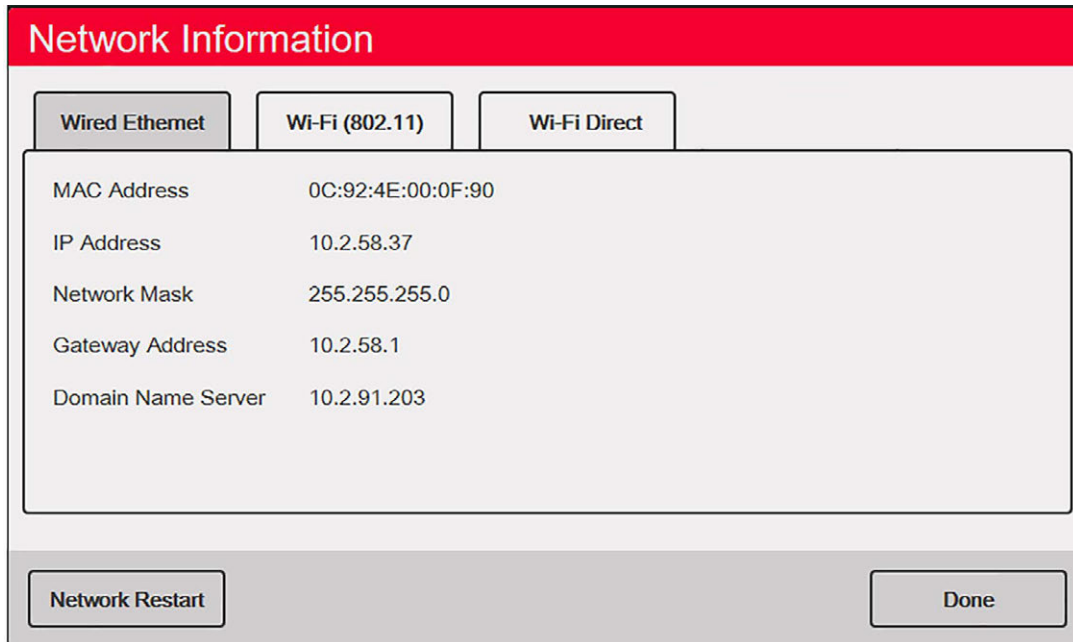 Network Information
Wired Ethernet Wi-Fi (802.11) Wi-Fi Direct
MAC Address 0C:92:4E:00:0F:90
IP Address 10.2.58.37
Network Mask 255.255.255.0
Gateway Address 10.2.58.1
Domain Name Server 10.2.91.203
Network Restart Done